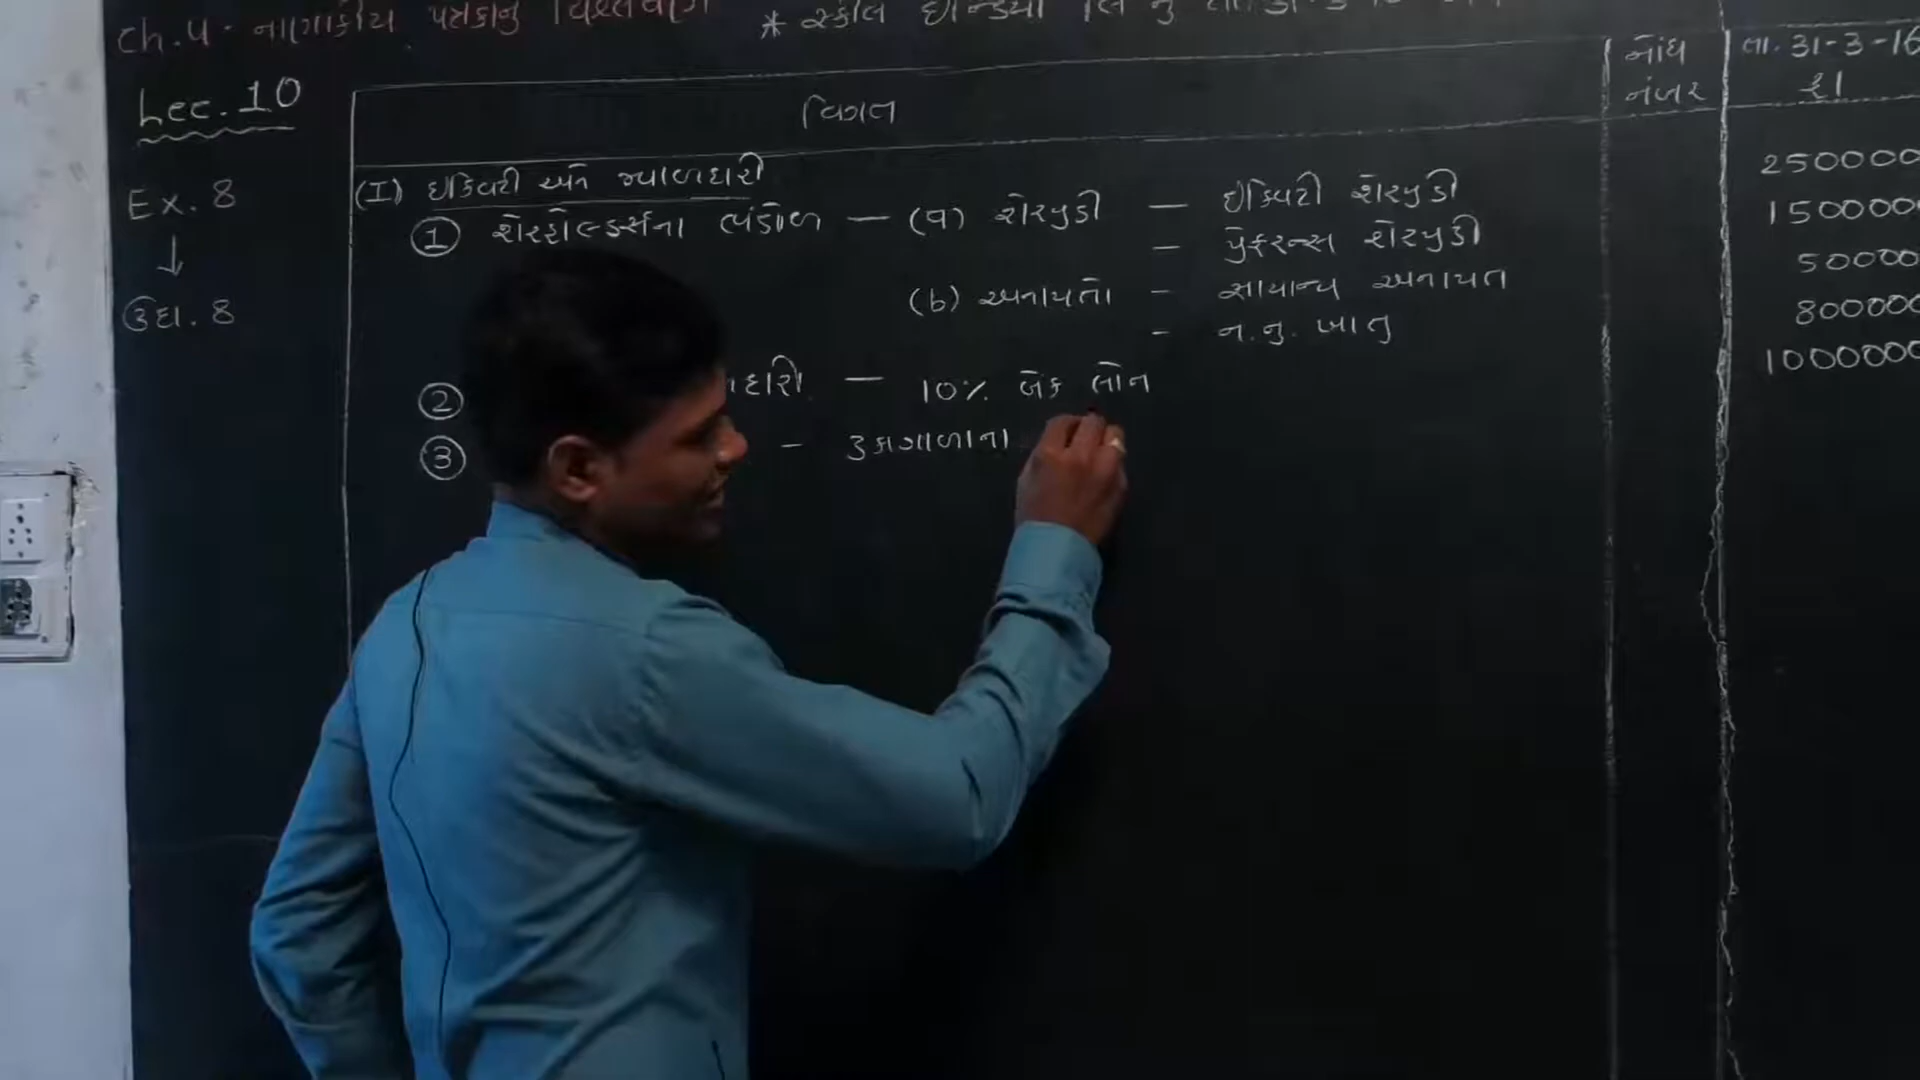 Ch. 4. નાણાકીય પત્રકોનું વિશ્લેષણ * સ્કીલ ઇન્ડિયા લિ નું તા.
Lec. 10
Ex. 8
↓
ઉદા. 8
વિગત
નોંધ નંબર
તા. 31-3-16
રૂા
(I) ઇક્વિટી અને જવાબદારી
① શેરહોલ્ડર્સના ભંડોળ — (a) શેરમુડી — ઇક્વિટી શેરમુડી 250000
— પ્રેફરન્સ શેરમુડી 150000
(b) અનામતો — સામાન્ય અનામત 50000
- ન.નુ. ખાતુ 80000
② દારી — 10% બેંક લોન 100000
③ - ટૂંકાગાળાના